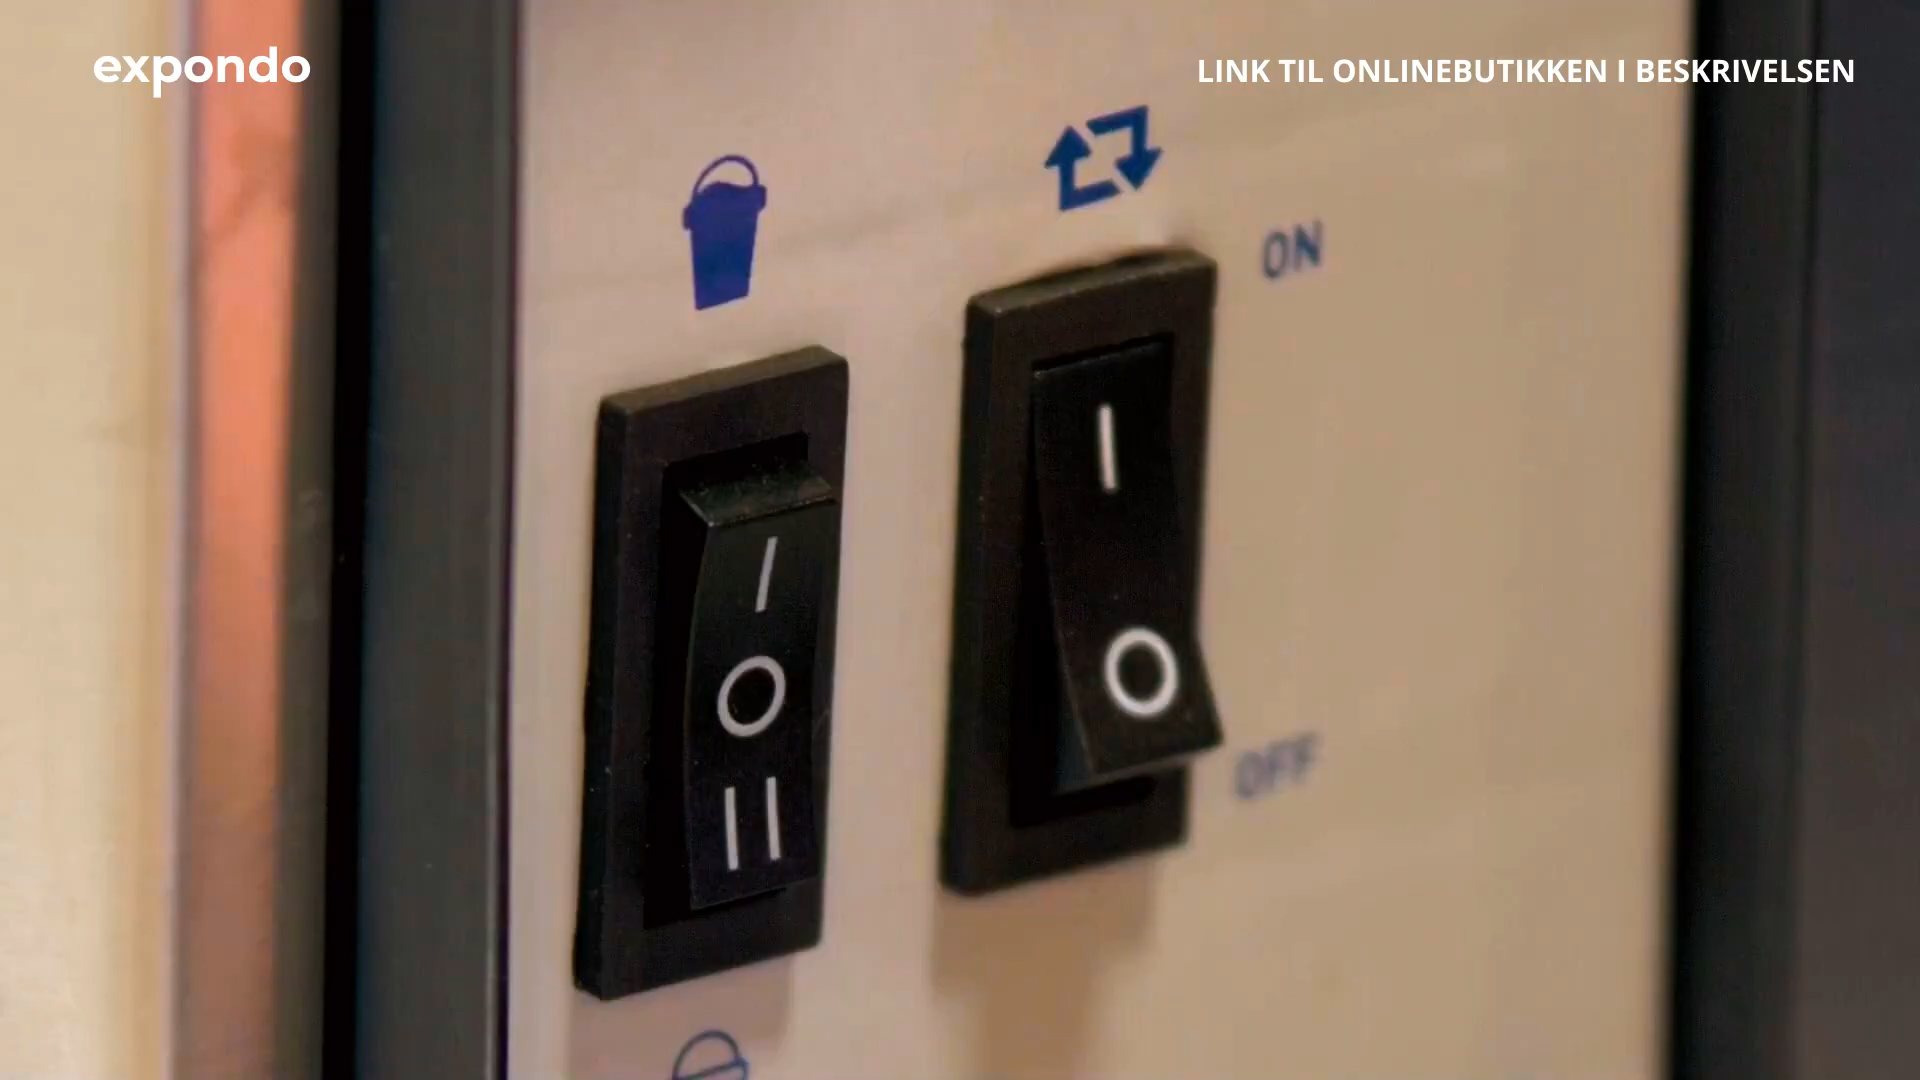 expondo
LINK TIL ONLINEBUTIKKEN I BESKRIVELSEN
ON
I
I
O
O
OFF
II